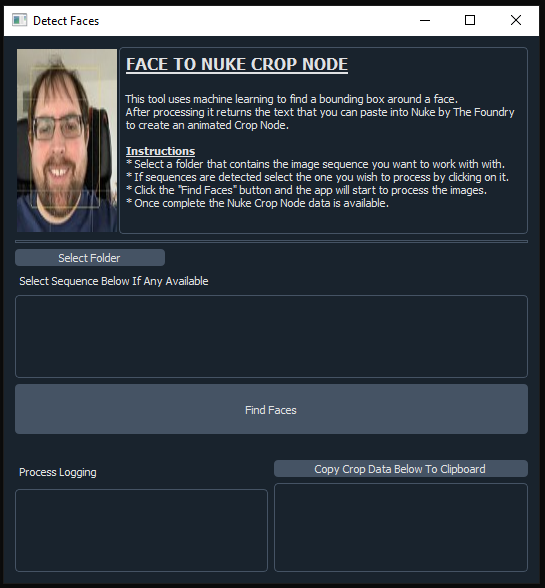 Detect Faces
FACE TO NUKE CROP NODE
This tool uses machine learning to find a bounding box around a face.
After processing it returns the text that you can paste into Nuke by The Foundry
to create an animated Crop Node.
Instructions
* Select a folder that contains the image sequence you want to work with with.
* If sequences are detected select the one you wish to process by clicking on it.
* Click the "Find Faces" button and the app will start to process the images.
* Once complete the Nuke Crop Node data is available.
Select Folder
Select Sequence Below If Any Available
Find Faces
Process Logging
Copy Crop Data Below To Clipboard